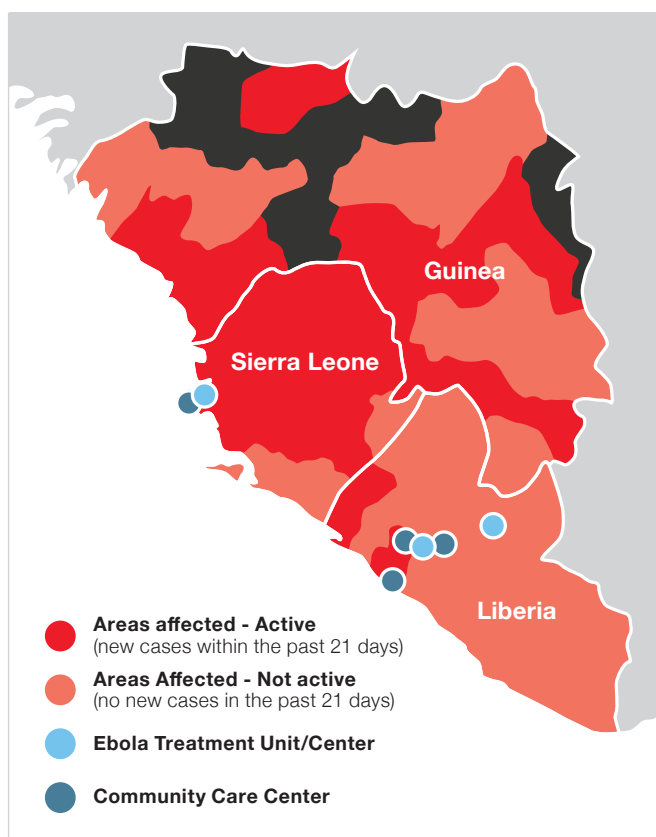 Guinea
Sierra Leone
Liberia
Areas affected - Active
(new cases within the past 21 days)
Areas Affected - Not active
(no new cases in the past 21 days)
Ebola Treatment Unit/Center
Community Care Center